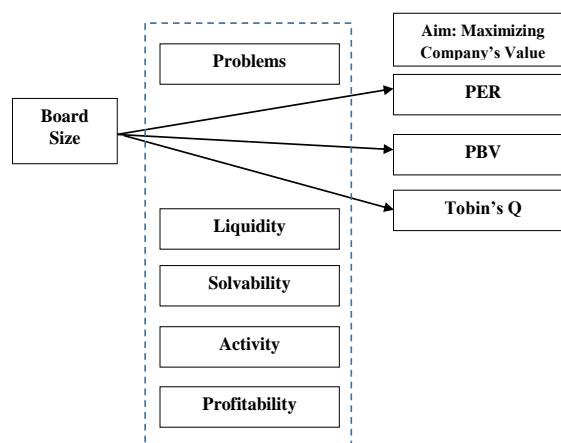 Problems
Board
Size
Aim: Maximizing
Company's Value
PER
PBV
Tobin's Q
Liquidity
Solvability
Activity
Profitability